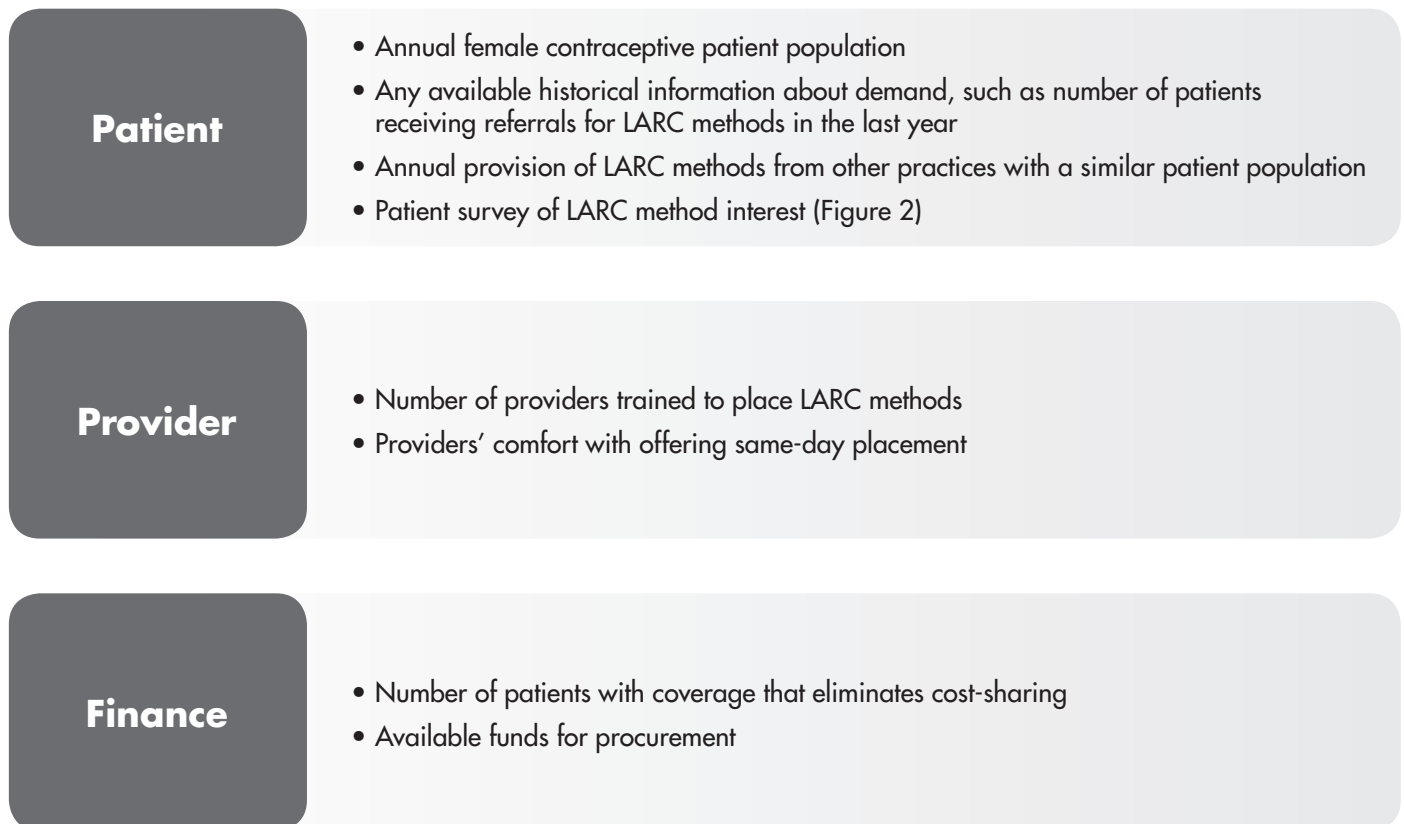 Patient
• Annual female contraceptive patient population
• Any available historical information about demand, such as number of patients
receiving referrals for LARC methods in the last year
• Annual provision of LARC methods from other practices with a similar patient population
• Patient survey of LARC method interest (Figure 2)
Provider
• Number of providers trained to place LARC methods
• Providers’ comfort with offering same-day placement
Finance
• Number of patients with coverage that eliminates cost-sharing
• Available funds for procurement